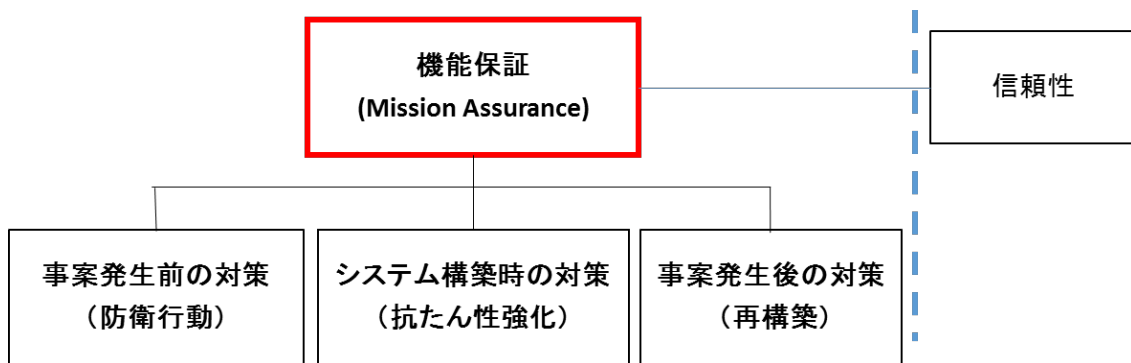 機能保証
(Mission Assurance)
信頼性
事案発生前の対策
（防衛行動）
システム構築時の対策
（抗たん性強化）
事案発生後の対策
（再構築）